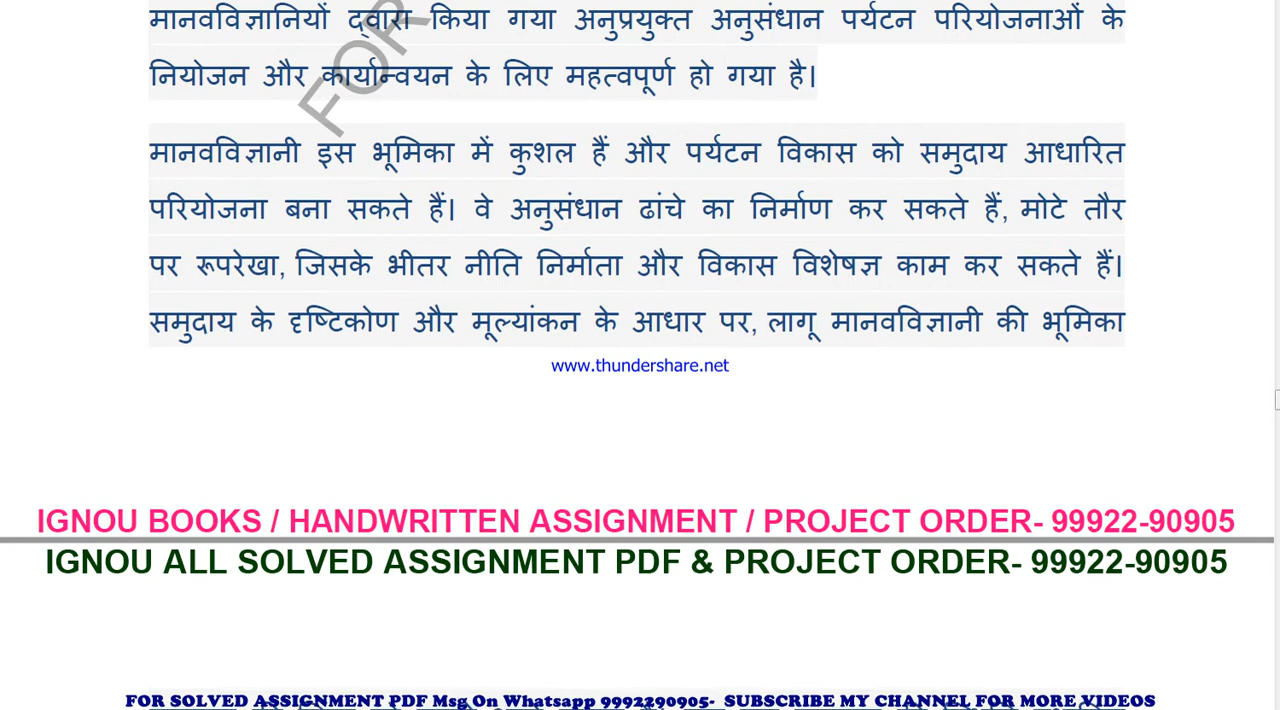 मानवविज्ञानियों द्वारा किया गया अनुप्रयुक्त अनुसंधान पर्यटन परियोजनाओं के
नियोजन और कार्यान्वयन के लिए महत्वपूर्ण हो गया है।
FOR
मानवविज्ञानी इस भूमिका में कुशल हैं और पर्यटन विकास को समुदाय आधारित
परियोजना बना सकते हैं। वे अनुसंधान ढांचे का निर्माण कर सकते हैं, मोटे तौर
पर रूपरेखा, जिसके भीतर नीति निर्माता और विकास विशेषज्ञ काम कर सकते हैं।
समुदाय के दृष्टिकोण और मूल्यांकन के आधार पर, लागू मानवविज्ञानी की भूमिका
www.thundershare.net
IGNOU BOOKS / HANDWRITTEN ASSIGNMENT / PROJECT ORDER- 99922-90905
IGNOU ALL SOLVED ASSIGNMENT PDF & PROJECT ORDER- 99922-90905
FOR SOLVED ASSIGNMENT PDF Msg On Whatsapp 9992290905- SUBSCRIBE MY CHANNEL FOR MORE VIDEOS